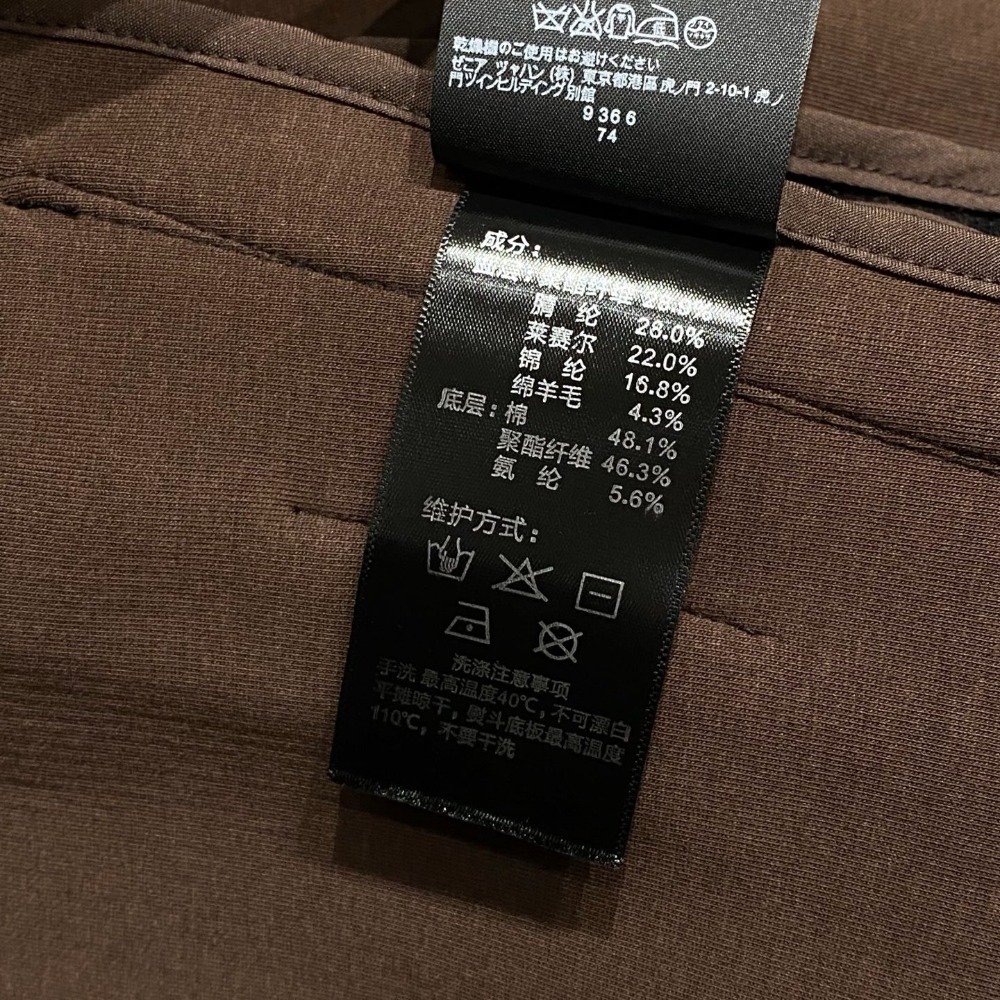 乾燥機のご使用はお避けください
ぜニア ツャハン (株) 東京都港區虎ノ門 2-10-1 虎ノ
門ツインヒルティング別館
9 36 6
74
成分:
腈 纶 28.0%
莱赛尔 22.0%
锦 纶 16.8%
绵羊毛 4.3%
底层: 棉 48.1%
聚酯纤维 46.3%
氨 纶 5.6%
维护方式:
洗涤注意事项
手洗 最高温度40℃, 不可漂白
平摊晾干, 熨斗底板最高温度
110℃, 不要干洗